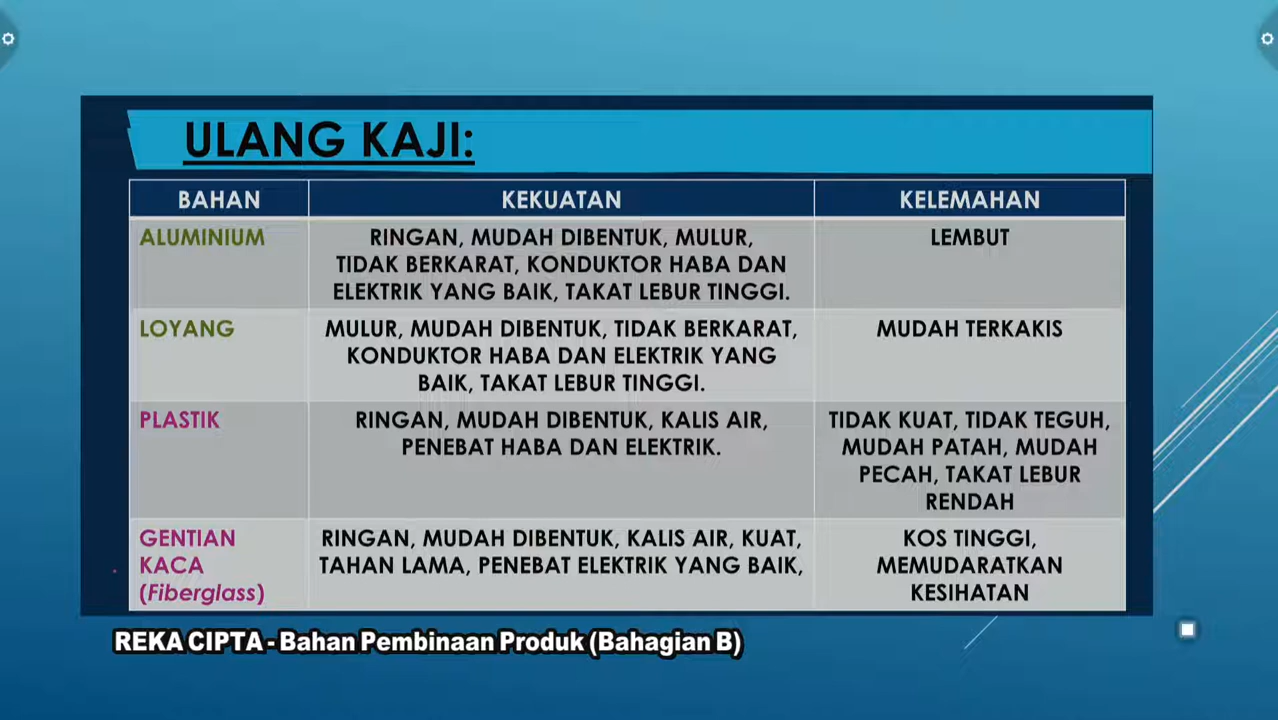 ULANG KAJI:
BAHAN
KEKUATAN
KELEMAHAN
ALUMINIUM
RINGAN, MUDAH DIBENTUK, MULUR,
TIDAK BERKARAT, KONDUKTOR HABA DAN
ELEKTRIK YANG BAIK, TAKAT LEBUR TINGGI.
LEMBUT
LOYANG
MULUR, MUDAH DIBENTUK, TIDAK BERKARAT,
KONDUKTOR HABA DAN ELEKTRIK YANG
BAIK, TAKAT LEBUR TINGGI.
MUDAH TERKAKIS
PLASTIK
RINGAN, MUDAH DIBENTUK, KALIS AIR,
PENEBAT HABA DAN ELEKTRIK.
TIDAK KUAT, TIDAK TEGUH,
MUDAH PATAH, MUDAH
PECAH, TAKAT LEBUR
RENDAH
GENTIAN
KACA
(Fiberglass)
RINGAN, MUDAH DIBENTUK, KALIS AIR, KUAT,
TAHAN LAMA, PENEBAT ELEKTRIK YANG BAIK,
KOS TINGGI,
MEMUDARATKAN
KESIHATAN
REKA CIPTA - Bahan Pembinaan Produk (Bahagian B)